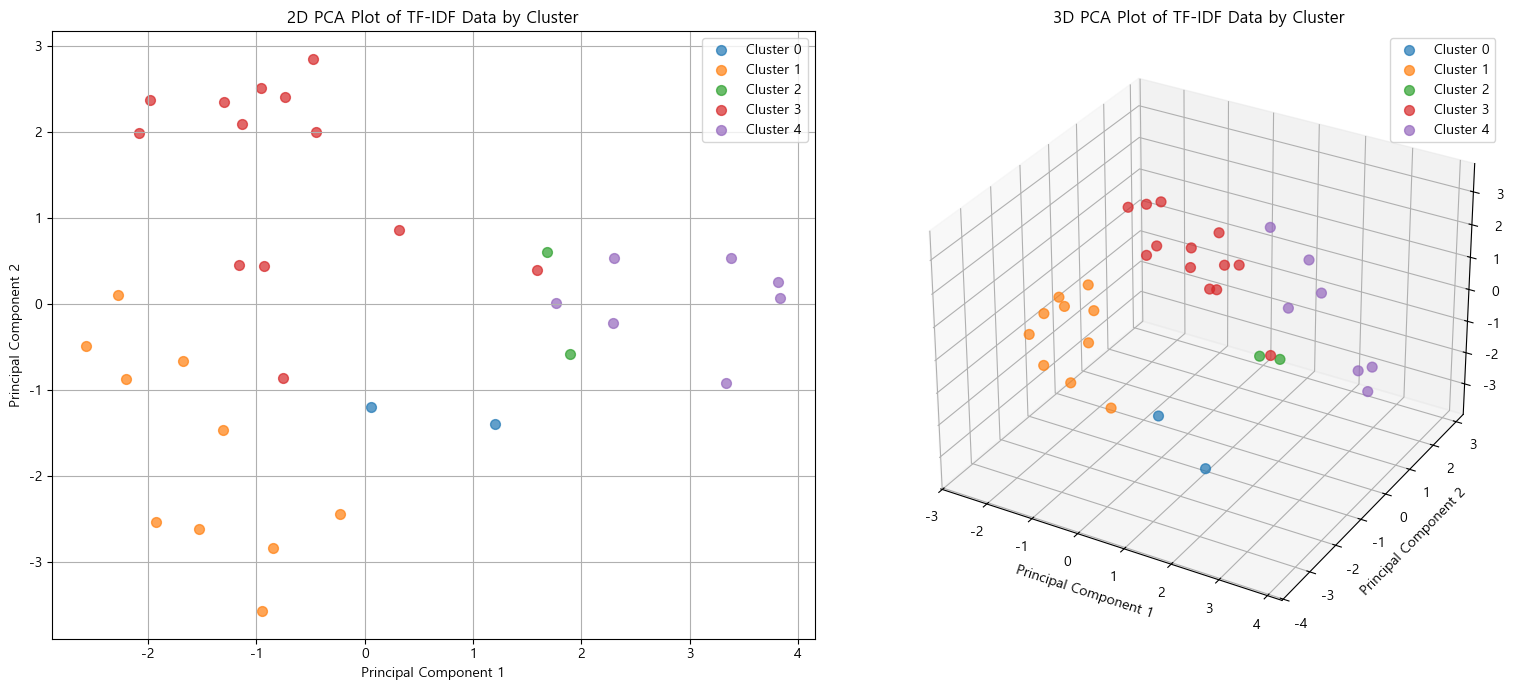 2D PCA Plot of TF-IDF Data by Cluster
Cluster 0
Cluster 1
Cluster 2
Cluster 3
Cluster 4
3
2
1
0
-1
-2
-3
Principal Component 2
-2
-1
0
1
2
3
4
Principal Component 1
3D PCA Plot of TF-IDF Data by Cluster
Cluster 0
Cluster 1
Cluster 2
Cluster 3
Cluster 4
3
2
1
0
-1
-2
-3
-3
-2
-1
0
1
2
3
4
Principal Component 1
3
2
1
0
-1
-2
-3
-4
Principal Component 2